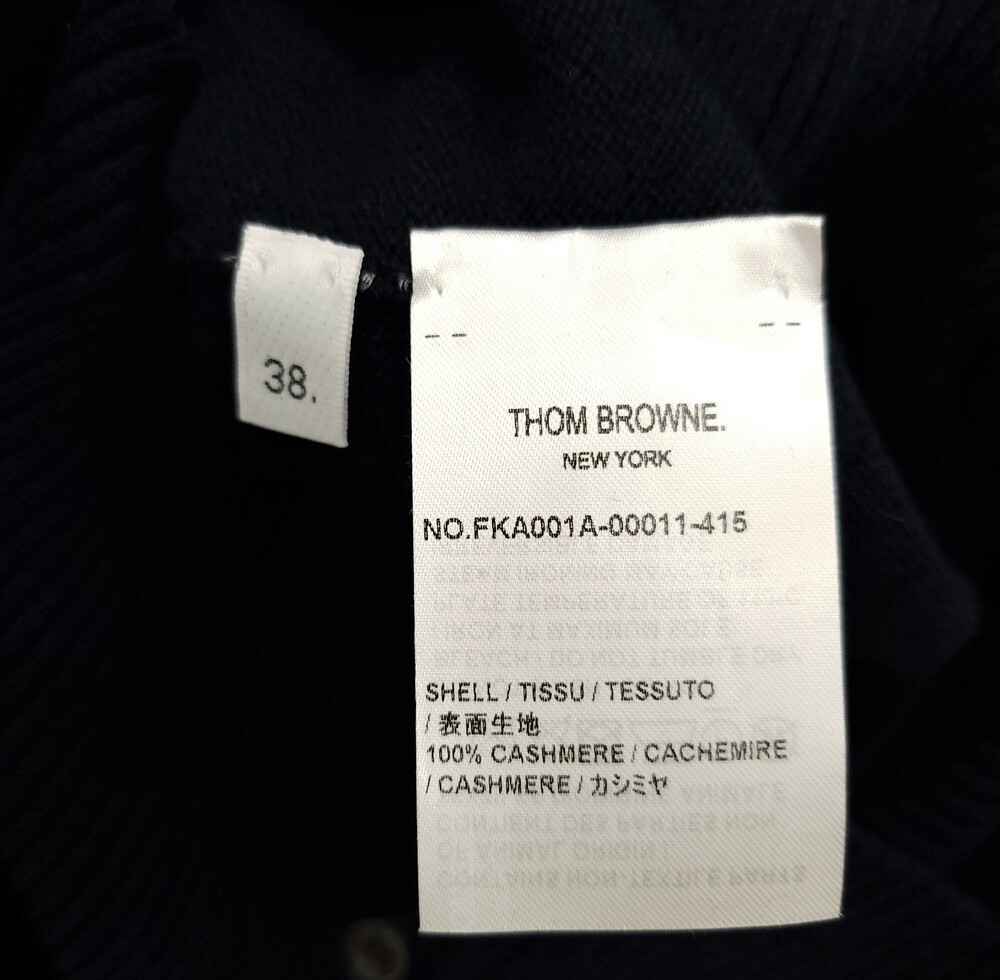 38.
THOM BROWNE.
NEW YORK
NO.FKA001A-00011-415
SHELL / TISSU / TESSUTO
/ 表面生地
100% CASHMERE / CACHEMIRE
/ CASHMERE / カシミヤ